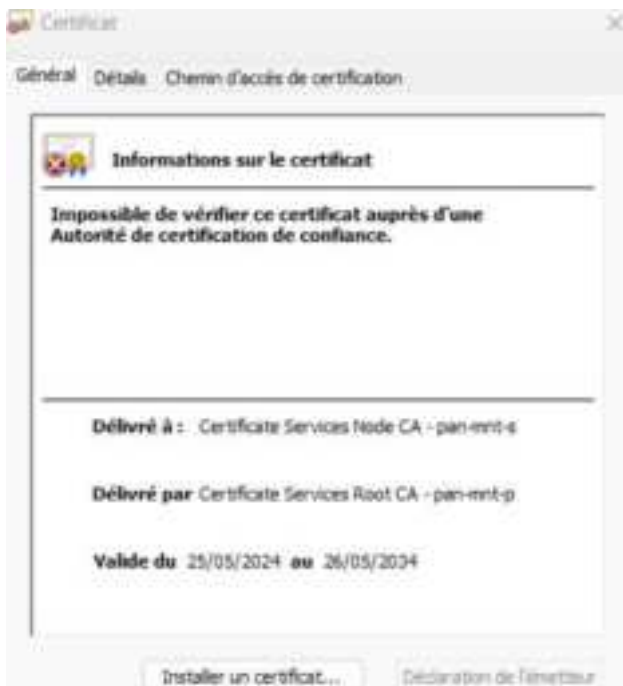 Certificat
Général Détails Chemin d'accès de certification
Informations sur le certificat
Impossible de vérifier ce certificat auprès d'une
Autorité de certification de confiance.
Délivré à : Certificate Services Node CA - pan-mnt-s
Délivré par Certificate Services Root CA - pan-mnt-p
Valide du 25/05/2024 au 26/05/2034
Installer un certificat... Déclaration de l'émetteur